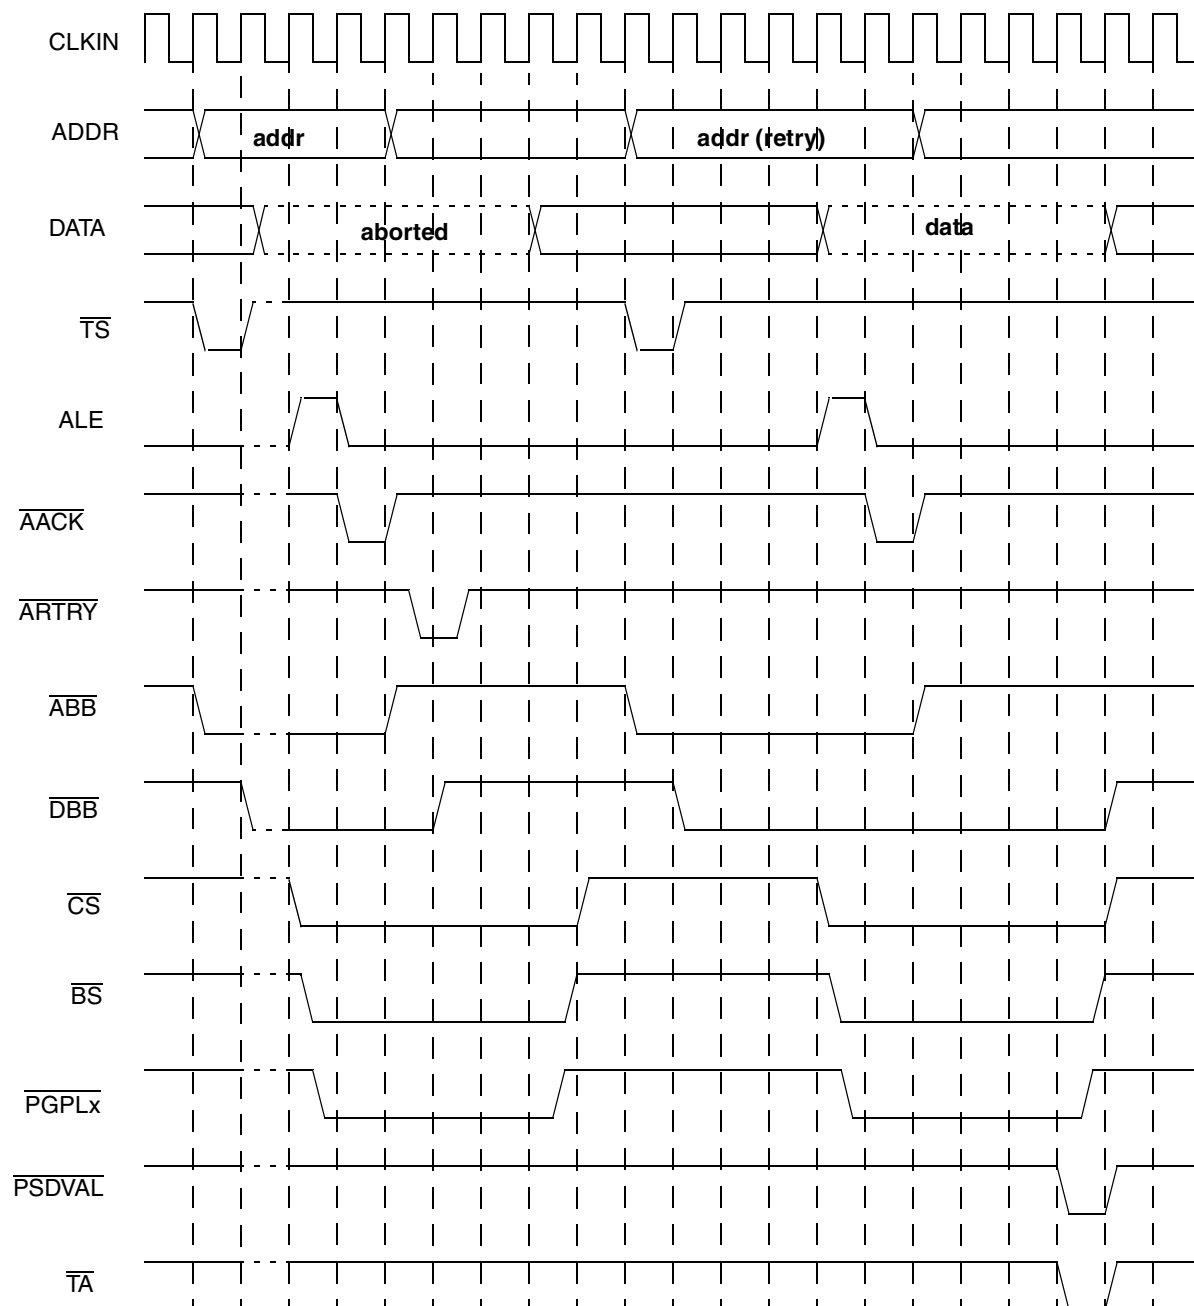 CLKIN
ADDR addr addr (retry)
DATA aborted data
TS
ALE
AACK
ARTRY
ABB
DBB
CS
BS
PGPLx
PSDVAL
TA